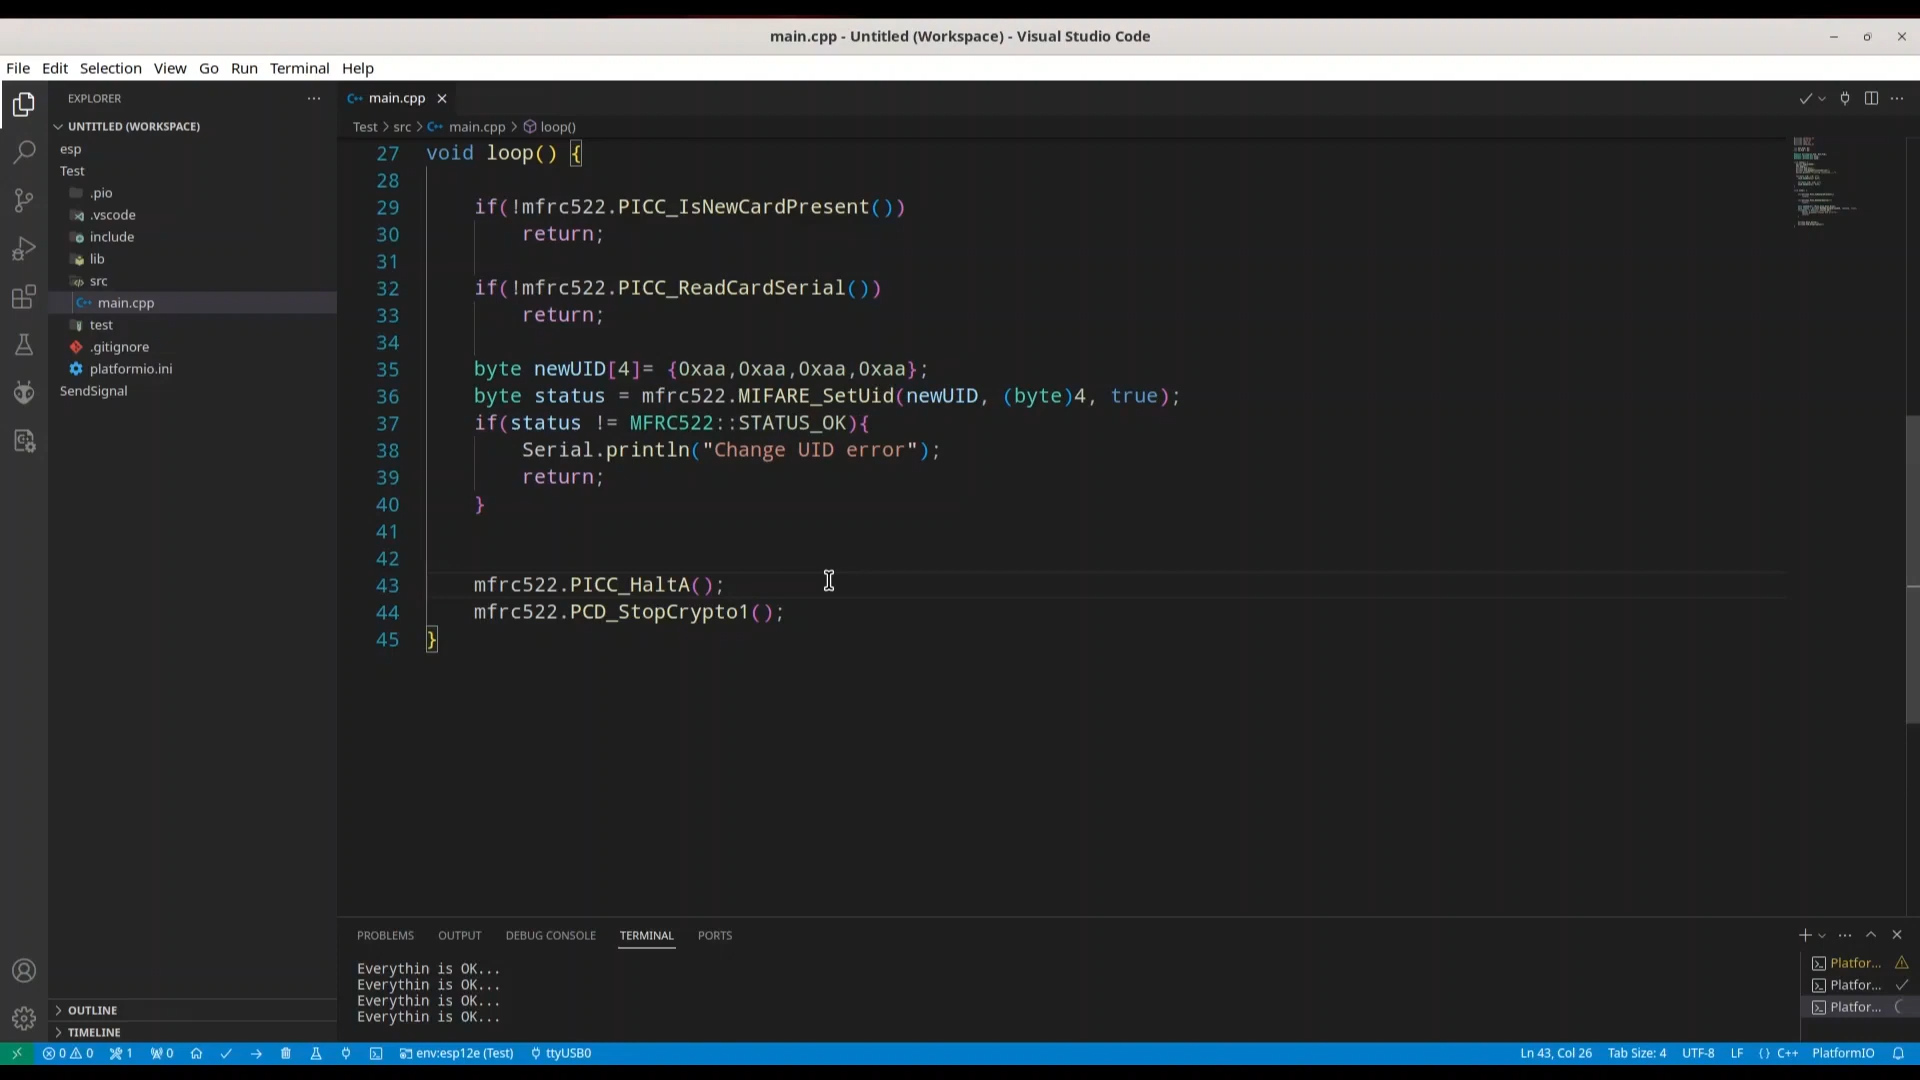 main.cpp - Untitled (Workspace) - Visual Studio Code
File Edit Selection View Go Run Terminal Help
EXPLORER
UNTITLED (WORKSPACE)
esp
Test
.pio
.vscode
include
lib
src
main.cpp
test
.gitignore
platformio.ini
SendSignal
OUTLINE
TIMELINE
main.cpp
Test > src > main.cpp > loop()
27 void loop() {
28
29 if(!mfrc522.PICC_IsNewCardPresent())
30 return;
31
32 if(!mfrc522.PICC_ReadCardSerial())
33 return;
34
35 byte newUID[4]= {0xaa,0xaa,0xaa,0xaa};
36 byte status = mfrc522.MIFARE_SetUid(newUID, (byte)4, true);
37 if(status != MFRC522::STATUS_OK){
38 Serial.println("Change UID error");
39 return;
40 }
41
42
43 mfrc522.PICC_HaltA();
44 mfrc522.PCD_StopCrypto1();
45 }
PROBLEMS OUTPUT DEBUG CONSOLE TERMINAL PORTS
Everythin is OK...
Everythin is OK...
Everythin is OK...
Everythin is OK...
Platfor...
Platfor...
Platfor...
0 0 1 0 env:esp12e (Test) ttyUSB0 Ln 43, Col 26 Tab Size: 4 UTF-8 LF {} C++ PlatformIO